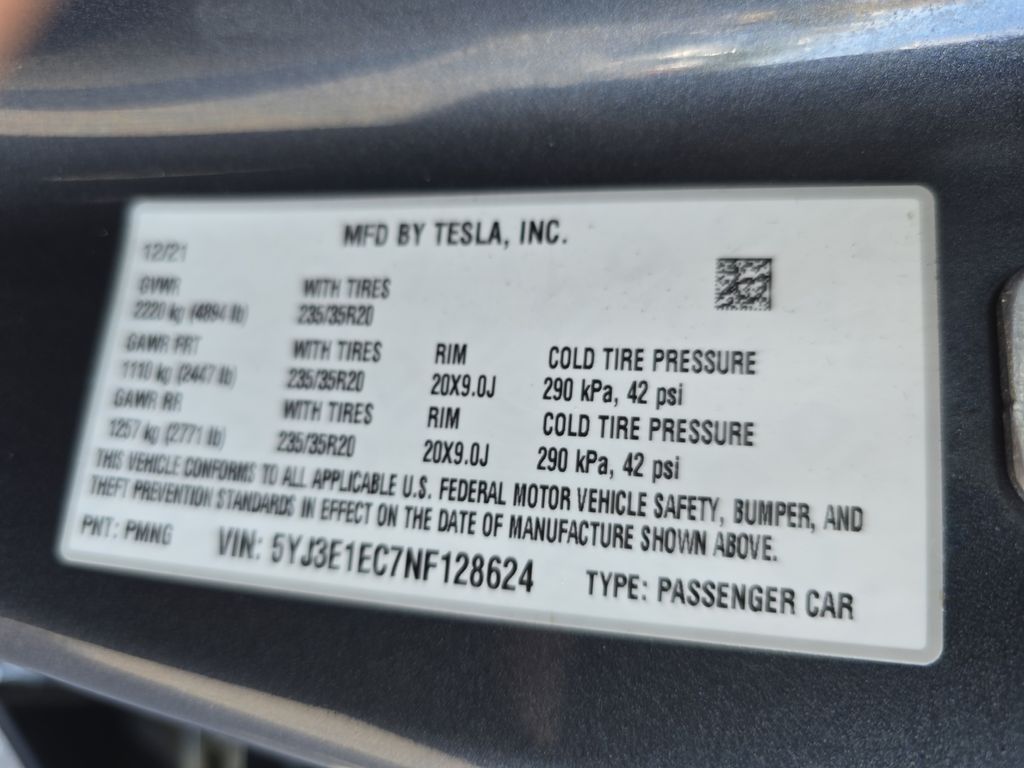 MFD BY TESLA, INC.
12/21
GVWR WITH TIRES
2220 kg (4894 lb) 235/35R20
GAWR FRT WITH TIRES RIM COLD TIRE PRESSURE
1110 kg (2447 lb) 235/35R20 20X9.0J 290 kPa, 42 psi
GAWR RR WITH TIRES RIM COLD TIRE PRESSURE
1257 kg (2771 lb) 235/35R20 20X9.0J 290 kPa, 42 psi
THIS VEHICLE CONFORMS TO ALL APPLICABLE U.S. FEDERAL MOTOR VEHICLE SAFETY, BUMPER, AND
THEFT PREVENTION STANDARDS IN EFFECT ON THE DATE OF MANUFACTURE SHOWN ABOVE.
PNT: PMNG VIN: 5YJ3E1EC7NF128624 TYPE: PASSENGER CAR